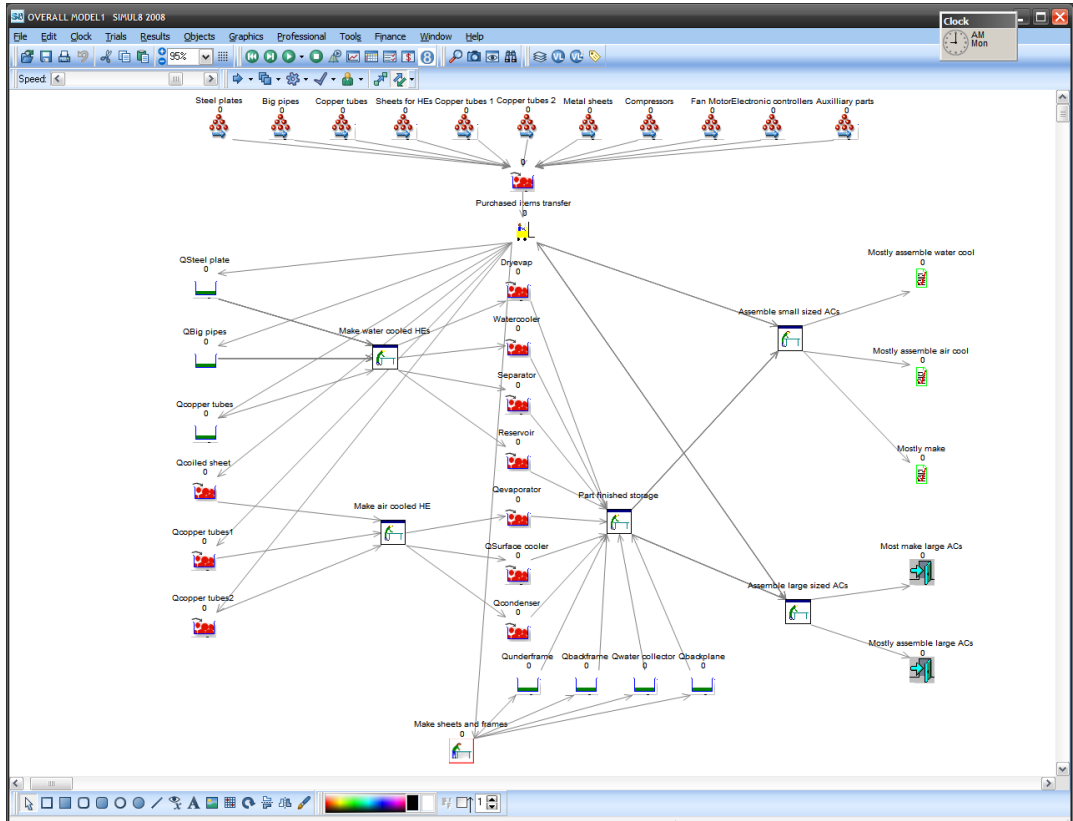 OVERALL MODEL1 SIMUL8 2008
Clock
AM
Mon
File Edit Clock Trials Results Objects Graphics Professional Tools Finance Window Help
95%
Speed:
Steel plates Big pipes Copper tubes Sheets for HEs Copper tubes 1 Copper tubes 2 Metal sheets Compressors Fan MotorElectronic controllers Auxilliary parts
0 0 0 0 0 0 0 0 0 0 0
0
Purchased items transfer
0
QSteel plate
0
Dryevap
0
Mostly assemble water cool
0
QBig pipes
0
Make water cooled HEs
0
Watercooler
0
Assemble small sized ACs
0
Mostly assemble air cool
0
Qcopper tubes
0
Separator
0
Reservoir
0
Mostly make
0
Qcoiled sheet
0
Make air cooled HE
0
Qevaporator
0
Part finished storage
0
Qcopper tubes1
0
QSurface cooler
0
Most make large ACs
0
Qcopper tubes2
0
Qcondenser
0
Assemble large sized ACs
0
Qunderframe Qbackframe Qwater collector Qbackplane
0 0 0 0
Mostly assemble large ACs
0
Make sheets and frames
0
1